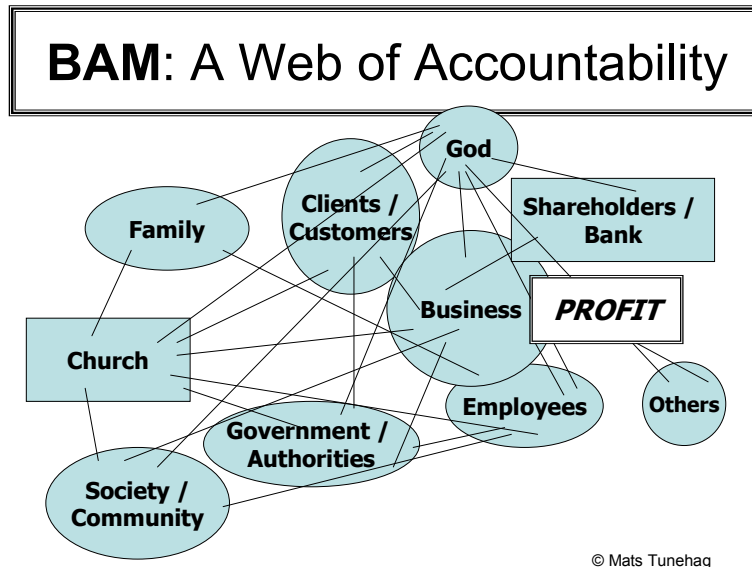 BAM: A Web of Accountability
God
Clients /
Customers
Shareholders /
Bank
Family
Business
PROFIT
Church
Employees
Others
Government /
Authorities
Society /
Community
© Mats Tunehag